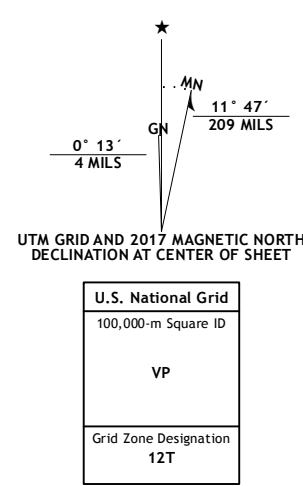 ★
MN
GN
11° 47´
209 MILS
0° 13´
4 MILS
UTM GRID AND 2017 MAGNETIC NORTH
DECLINATION AT CENTER OF SHEET
U.S. National Grid
100,000-m Square ID
VP
Grid Zone Designation
12T